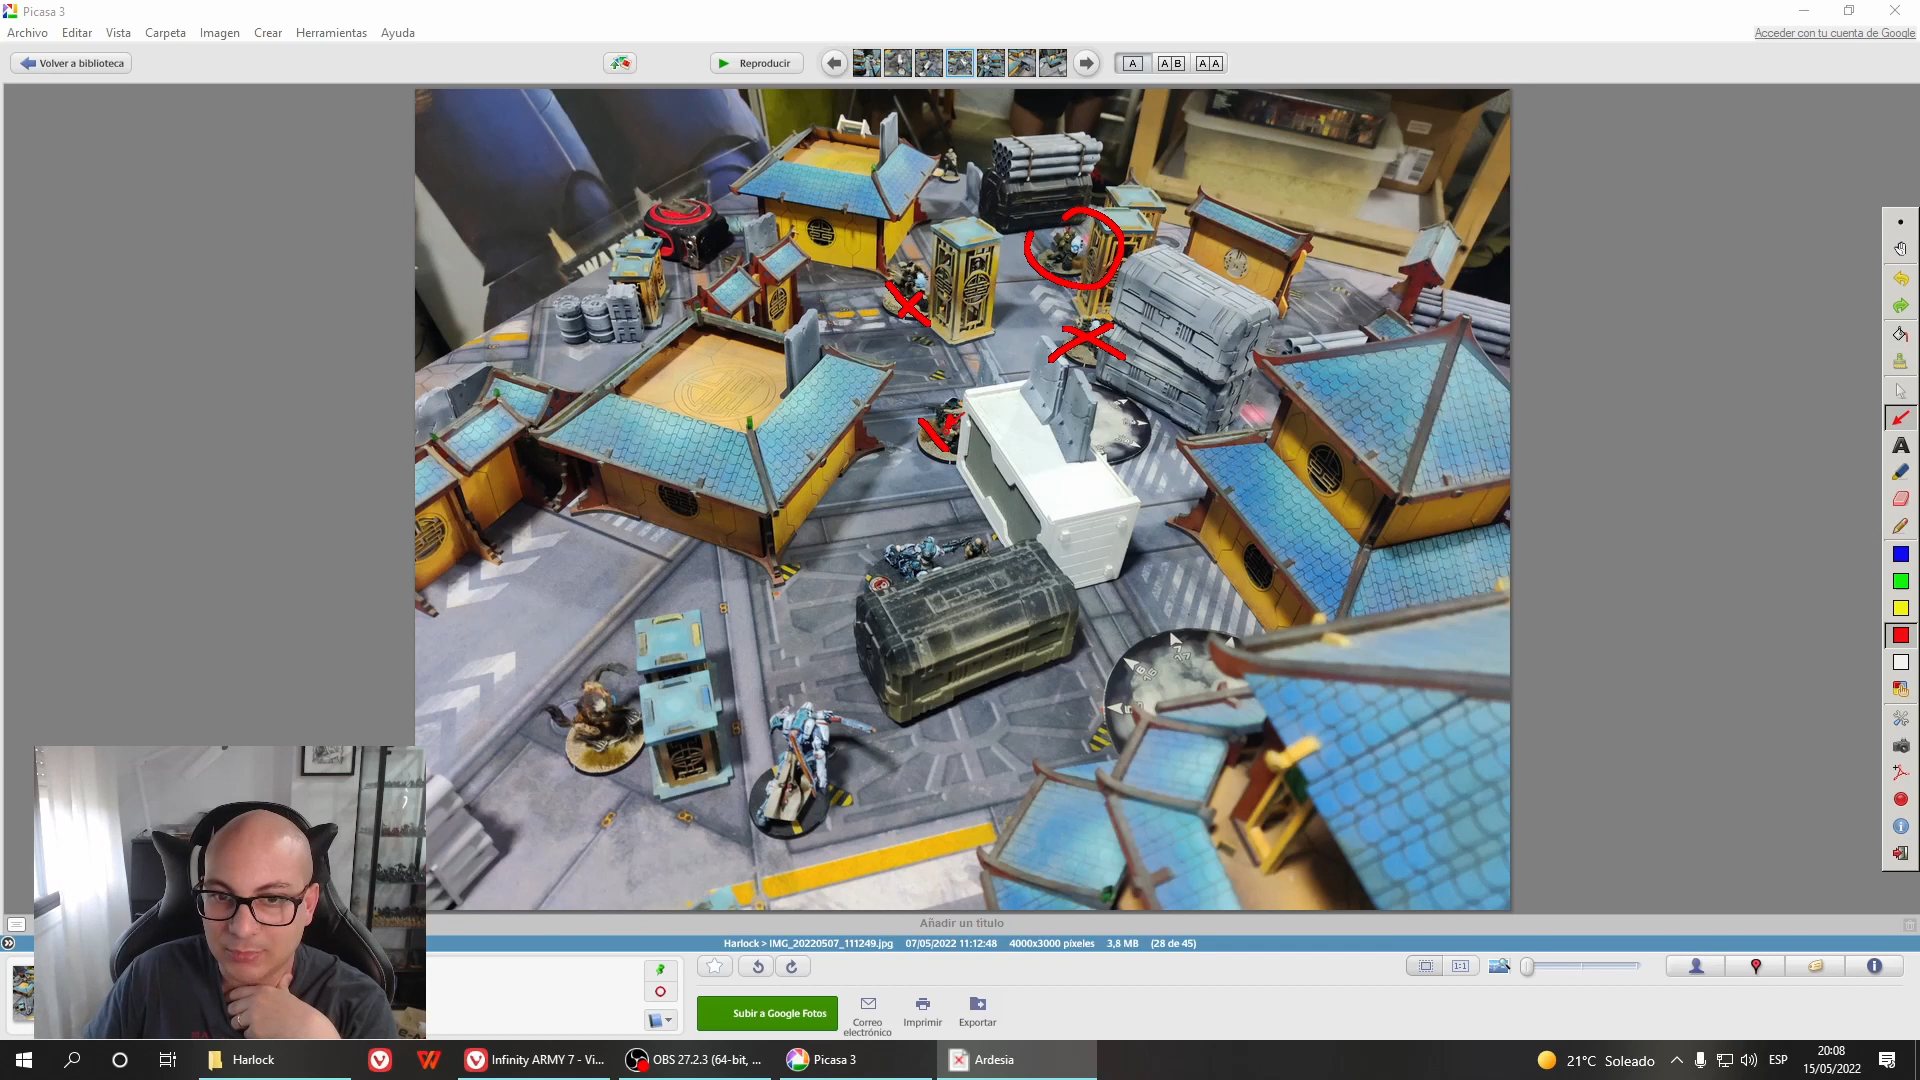 Picasa 3
Archivo Editar Vista Carpeta Imagen Crear Herramientas Ayuda
Acceder con tu cuenta de Google
Volver a biblioteca
Reproducir
A
A B
A A
WA
Añadir un título
Harlock > IMG_20220507_111249.jpg 07/05/2022 11:12:48 4000x3000 píxeles 3,8 MB (28 de 45)
1:1
Subir a Google Fotos
Correo electrónico
Imprimir
Exportar
Harlock
Infinity ARMY 7 - Vi...
OBS 27.2.3 (64-bit, ...
Picasa 3
Ardesia
21°C Soleado
ESP
20:08
15/05/2022